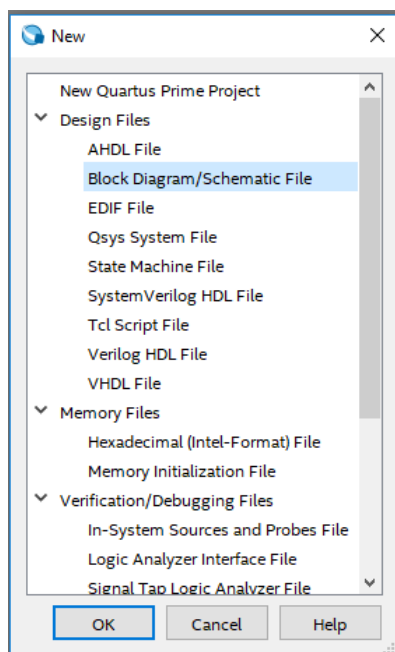 New
New Quartus Prime Project
Design Files
AHDL File
Block Diagram/Schematic File
EDIF File
Qsys System File
State Machine File
SystemVerilog HDL File
Tcl Script File
Verilog HDL File
VHDL File
Memory Files
Hexadecimal (Intel-Format) File
Memory Initialization File
Verification/Debugging Files
In-System Sources and Probes File
Logic Analyzer Interface File
Signal Tap Logic Analyzer File
OK Cancel Help